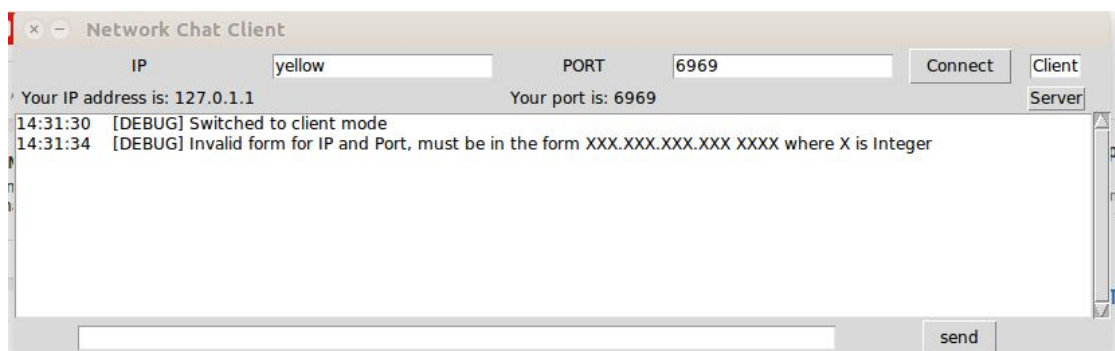 Network Chat Client
IP yellow PORT 6969 Connect Client
Your IP address is: 127.0.1.1 Your port is: 6969 Server
14:31:30 [DEBUG] Switched to client mode
14:31:34 [DEBUG] Invalid form for IP and Port, must be in the form XXX.XXX.XXX.XXX XXXX where X is Integer
send